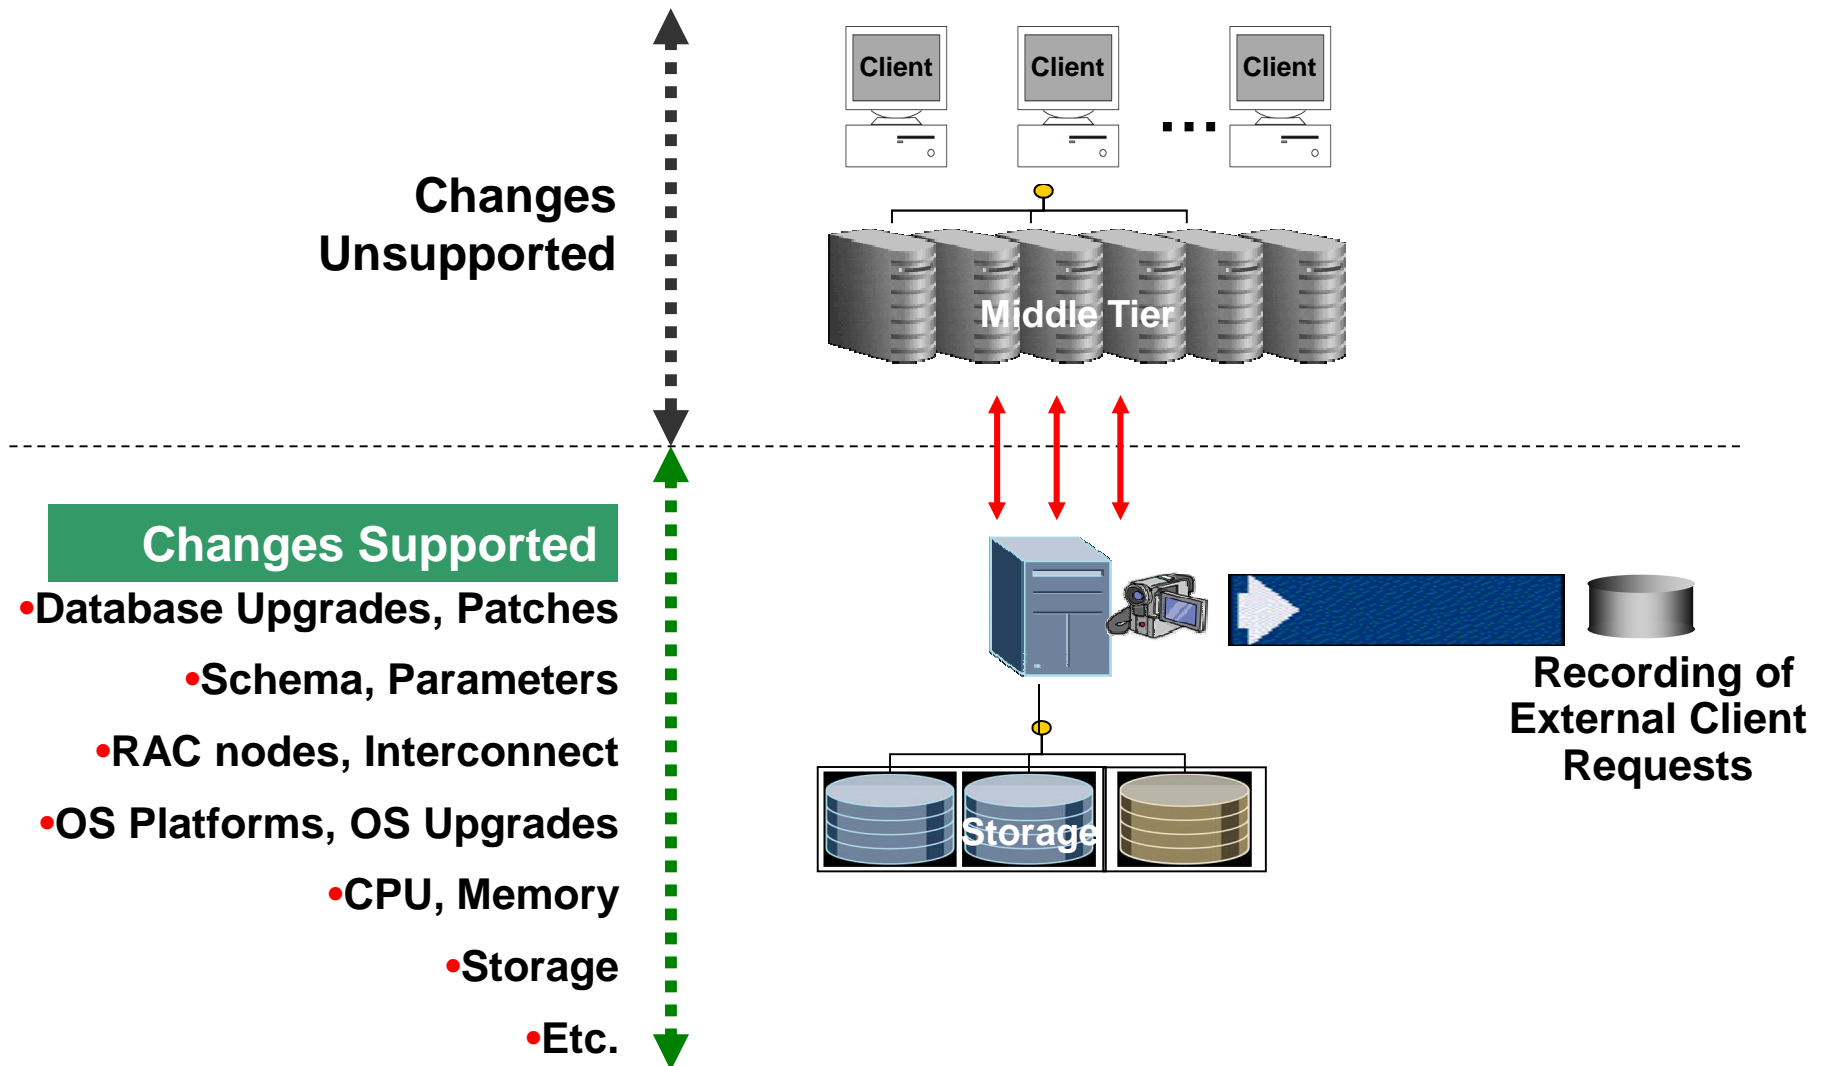 Client Client Client
...
Changes
Unsupported
Middle Tier
Changes Supported
•Database Upgrades, Patches
•Schema, Parameters
•RAC nodes, Interconnect
•OS Platforms, OS Upgrades
•CPU, Memory
•Storage
•Etc.
Recording of
External Client
Requests
Storage